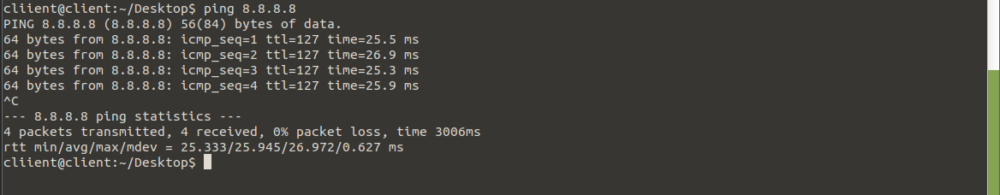 cliient@client:~/Desktop$ ping 8.8.8.8
PING 8.8.8.8 (8.8.8.8) 56(84) bytes of data.
64 bytes from 8.8.8.8: icmp_seq=1 ttl=127 time=25.5 ms
64 bytes from 8.8.8.8: icmp_seq=2 ttl=127 time=26.9 ms
64 bytes from 8.8.8.8: icmp_seq=3 ttl=127 time=25.3 ms
64 bytes from 8.8.8.8: icmp_seq=4 ttl=127 time=25.9 ms
^C
--- 8.8.8.8 ping statistics ---
4 packets transmitted, 4 received, 0% packet loss, time 3006ms
rtt min/avg/max/mdev = 25.333/25.945/26.972/0.627 ms
cliient@client:~/Desktop$